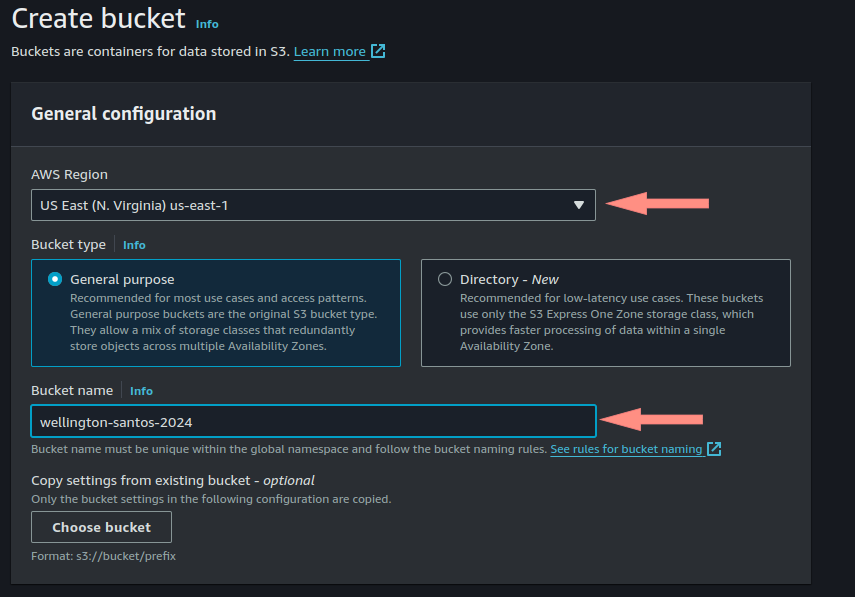 Create bucket Info
Buckets are containers for data stored in S3. Learn more
General configuration
AWS Region
US East (N. Virginia) us-east-1
Bucket type Info
General purpose
Recommended for most use cases and access patterns.
General purpose buckets are the original S3 bucket type.
They allow a mix of storage classes that redundantly
store objects across multiple Availability Zones.
Directory - New
Recommended for low-latency use cases. These buckets
use only the S3 Express One Zone storage class, which
provides faster processing of data within a single
Availability Zone.
Bucket name Info
wellington-santos-2024
Bucket name must be unique within the global namespace and follow the bucket naming rules. See rules for bucket naming
Copy settings from existing bucket - optional
Only the bucket settings in the following configuration are copied.
Choose bucket
Format: s3://bucket/prefix